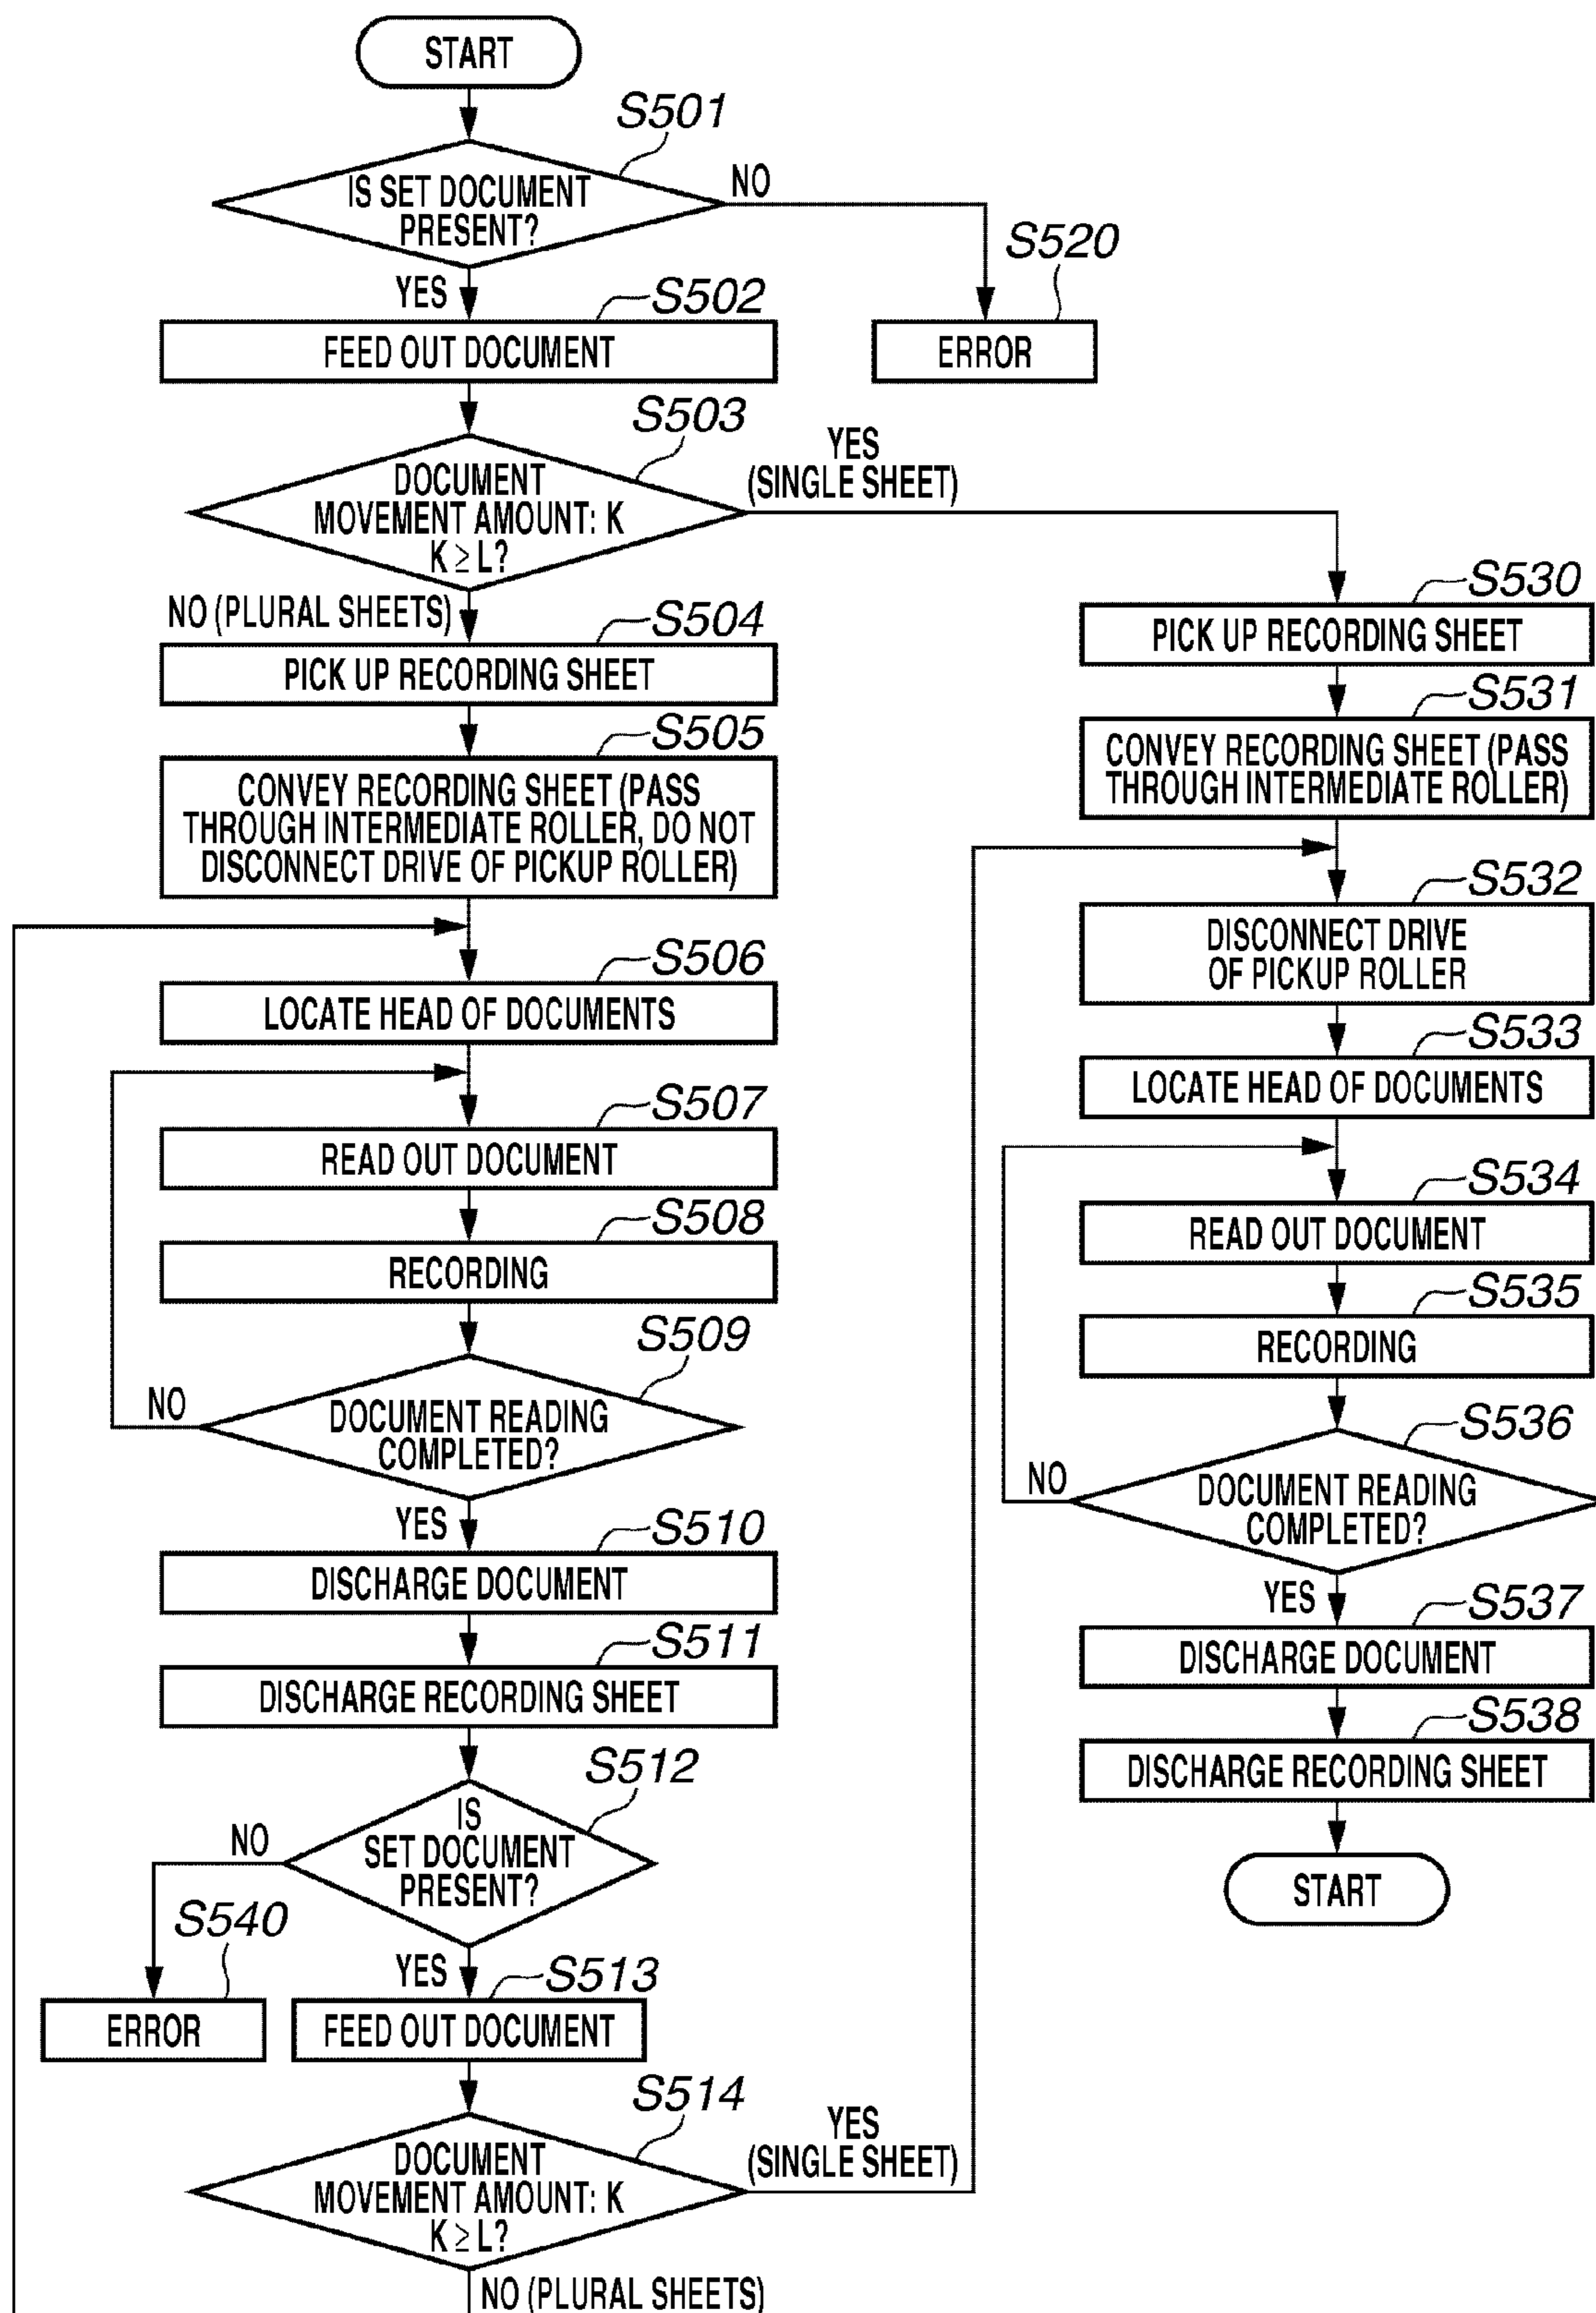 START
S501
IS SET DOCUMENT
PRESENT?
NO
S520
YES
S502
FEED OUT DOCUMENT
ERROR
S503
DOCUMENT
MOVEMENT AMOUNT: K
K ≥ L?
YES
(SINGLE SHEET)
NO (PLURAL SHEETS)
S504
PICK UP RECORDING SHEET
S505
CONVEY RECORDING SHEET (PASS
THROUGH INTERMEDIATE ROLLER, DO NOT
DISCONNECT DRIVE OF PICKUP ROLLER)
S506
LOCATE HEAD OF DOCUMENTS
S507
READ OUT DOCUMENT
S508
RECORDING
S509
NO
DOCUMENT READING
COMPLETED?
YES
S510
DISCHARGE DOCUMENT
S511
DISCHARGE RECORDING SHEET
S512
NO
IS
SET DOCUMENT
PRESENT?
S540
ERROR
YES
S513
FEED OUT DOCUMENT
S514
DOCUMENT
MOVEMENT AMOUNT: K
K ≥ L?
YES
(SINGLE SHEET)
NO (PLURAL SHEETS)
S530
PICK UP RECORDING SHEET
S531
CONVEY RECORDING SHEET (PASS
THROUGH INTERMEDIATE ROLLER)
S532
DISCONNECT DRIVE
OF PICKUP ROLLER
S533
LOCATE HEAD OF DOCUMENTS
S534
READ OUT DOCUMENT
S535
RECORDING
S536
NO
DOCUMENT READING
COMPLETED?
YES
S537
DISCHARGE DOCUMENT
S538
DISCHARGE RECORDING SHEET
START